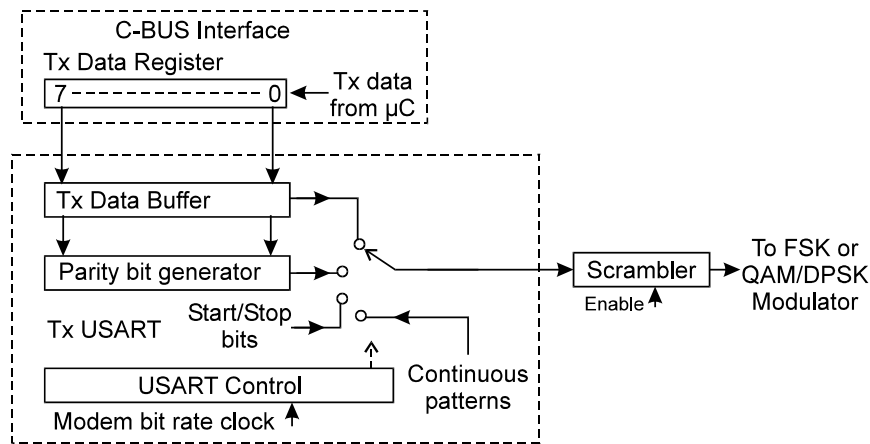 C-BUS Interface
Tx Data Register
7 0
Tx data
from µC
Tx Data Buffer
Parity bit generator
Start/Stop
bits
Tx USART
USART Control
Modem bit rate clock
Continuous
patterns
Scrambler
Enable
To FSK or
QAM/DPSK
Modulator